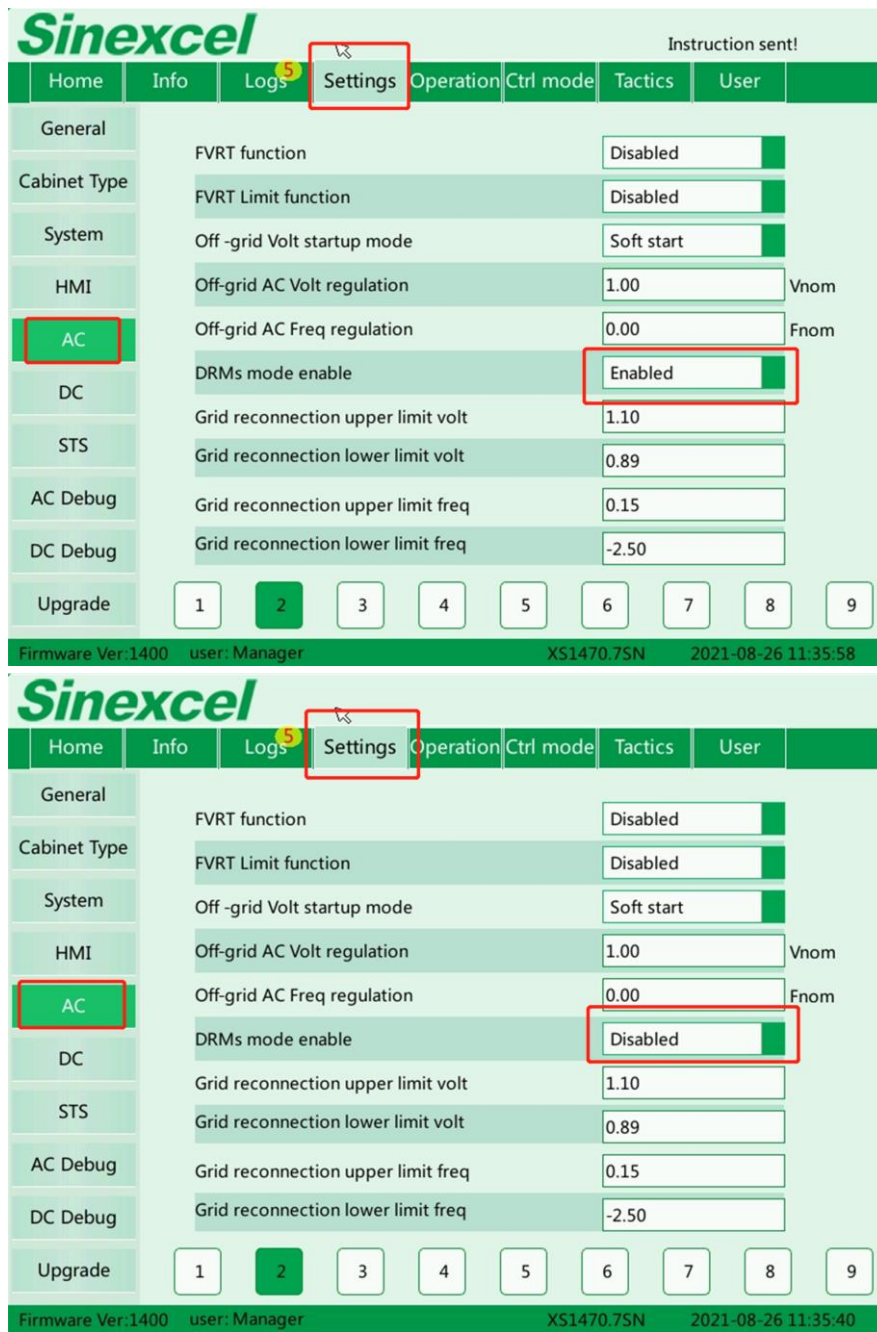 Sinexcel
Instruction sent!
Home Info Logs 5 Settings Operation Ctrl mode Tactics User
General
FVRT function Disabled
Cabinet Type
FVRT Limit function Disabled
System
Off -grid Volt startup mode Soft start
HMI
Off-grid AC Volt regulation 1.00 Vnom
AC
Off-grid AC Freq regulation 0.00 Fnom
DRMs mode enable Enabled
DC
Grid reconnection upper limit volt 1.10
STS
Grid reconnection lower limit volt 0.89
AC Debug
Grid reconnection upper limit freq 0.15
DC Debug
Grid reconnection lower limit freq -2.50
Upgrade 1 2 3 4 5 6 7 8 9
Firmware Ver:1400 user: Manager XS1470.7SN 2021-08-26 11:35:58
Sinexcel
Home Info Logs 5 Settings Operation Ctrl mode Tactics User
General
FVRT function Disabled
Cabinet Type
FVRT Limit function Disabled
System
Off -grid Volt startup mode Soft start
HMI
Off-grid AC Volt regulation 1.00 Vnom
AC
Off-grid AC Freq regulation 0.00 Fnom
DRMs mode enable Disabled
DC
Grid reconnection upper limit volt 1.10
STS
Grid reconnection lower limit volt 0.89
AC Debug
Grid reconnection upper limit freq 0.15
DC Debug
Grid reconnection lower limit freq -2.50
Upgrade 1 2 3 4 5 6 7 8 9
Firmware Ver:1400 user: Manager XS1470.7SN 2021-08-26 11:35:40